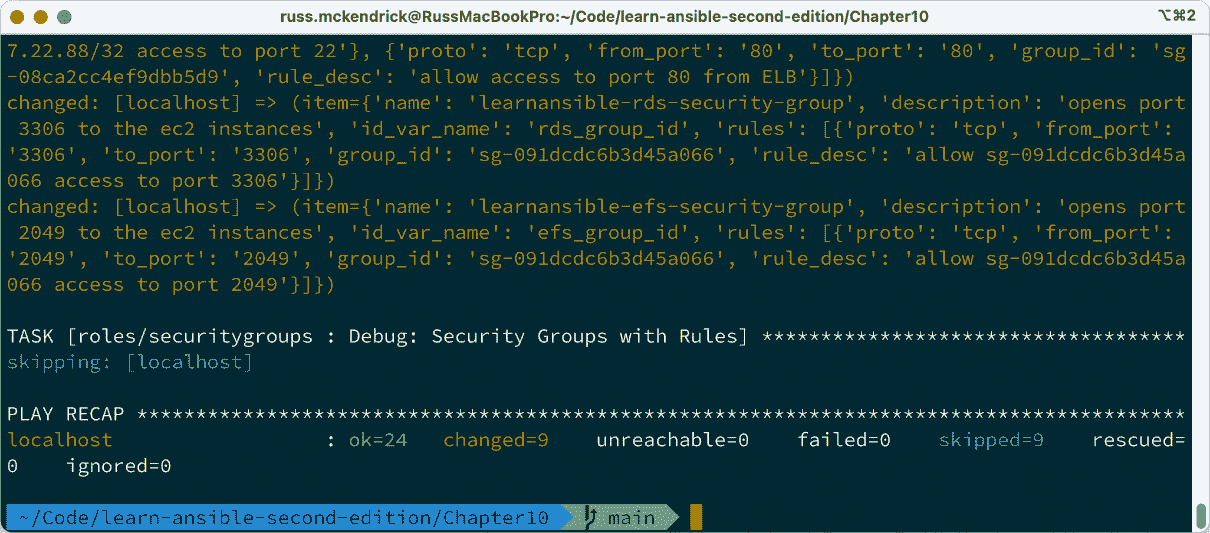 russ.mckendrick@RussMacBookPro:~/Code/learn-ansible-second-edition/Chapter10 ⌥⌘2
7.22.88/32 access to port 22'}, {'proto': 'tcp', 'from_port': '80', 'to_port': '80', 'group_id': 'sg
-08ca2cc4ef9dbb5d9', 'rule_desc': 'allow access to port 80 from ELB'}]})
changed: [localhost] => (item={'name': 'learnansible-rds-security-group', 'description': 'opens port
 3306 to the ec2 instances', 'id_var_name': 'rds_group_id', 'rules': [{'proto': 'tcp', 'from_port':
'3306', 'to_port': '3306', 'group_id': 'sg-091dcdc6b3d45a066', 'rule_desc': 'allow sg-091dcdc6b3d45a
066 access to port 3306'}]})
changed: [localhost] => (item={'name': 'learnansible-efs-security-group', 'description': 'opens port
 2049 to the ec2 instances', 'id_var_name': 'efs_group_id', 'rules': [{'proto': 'tcp', 'from_port':
'2049', 'to_port': '2049', 'group_id': 'sg-091dcdc6b3d45a066', 'rule_desc': 'allow sg-091dcdc6b3d45a
066 access to port 2049'}]})
TASK [roles/securitygroups : Debug: Security Groups with Rules] ************************************
skipping: [localhost]
PLAY RECAP *****************************************************************************************
localhost                  : ok=24   changed=9    unreachable=0    failed=0    skipped=9    rescued=
0    ignored=0
~/Code/learn-ansible-second-edition/Chapter10 main